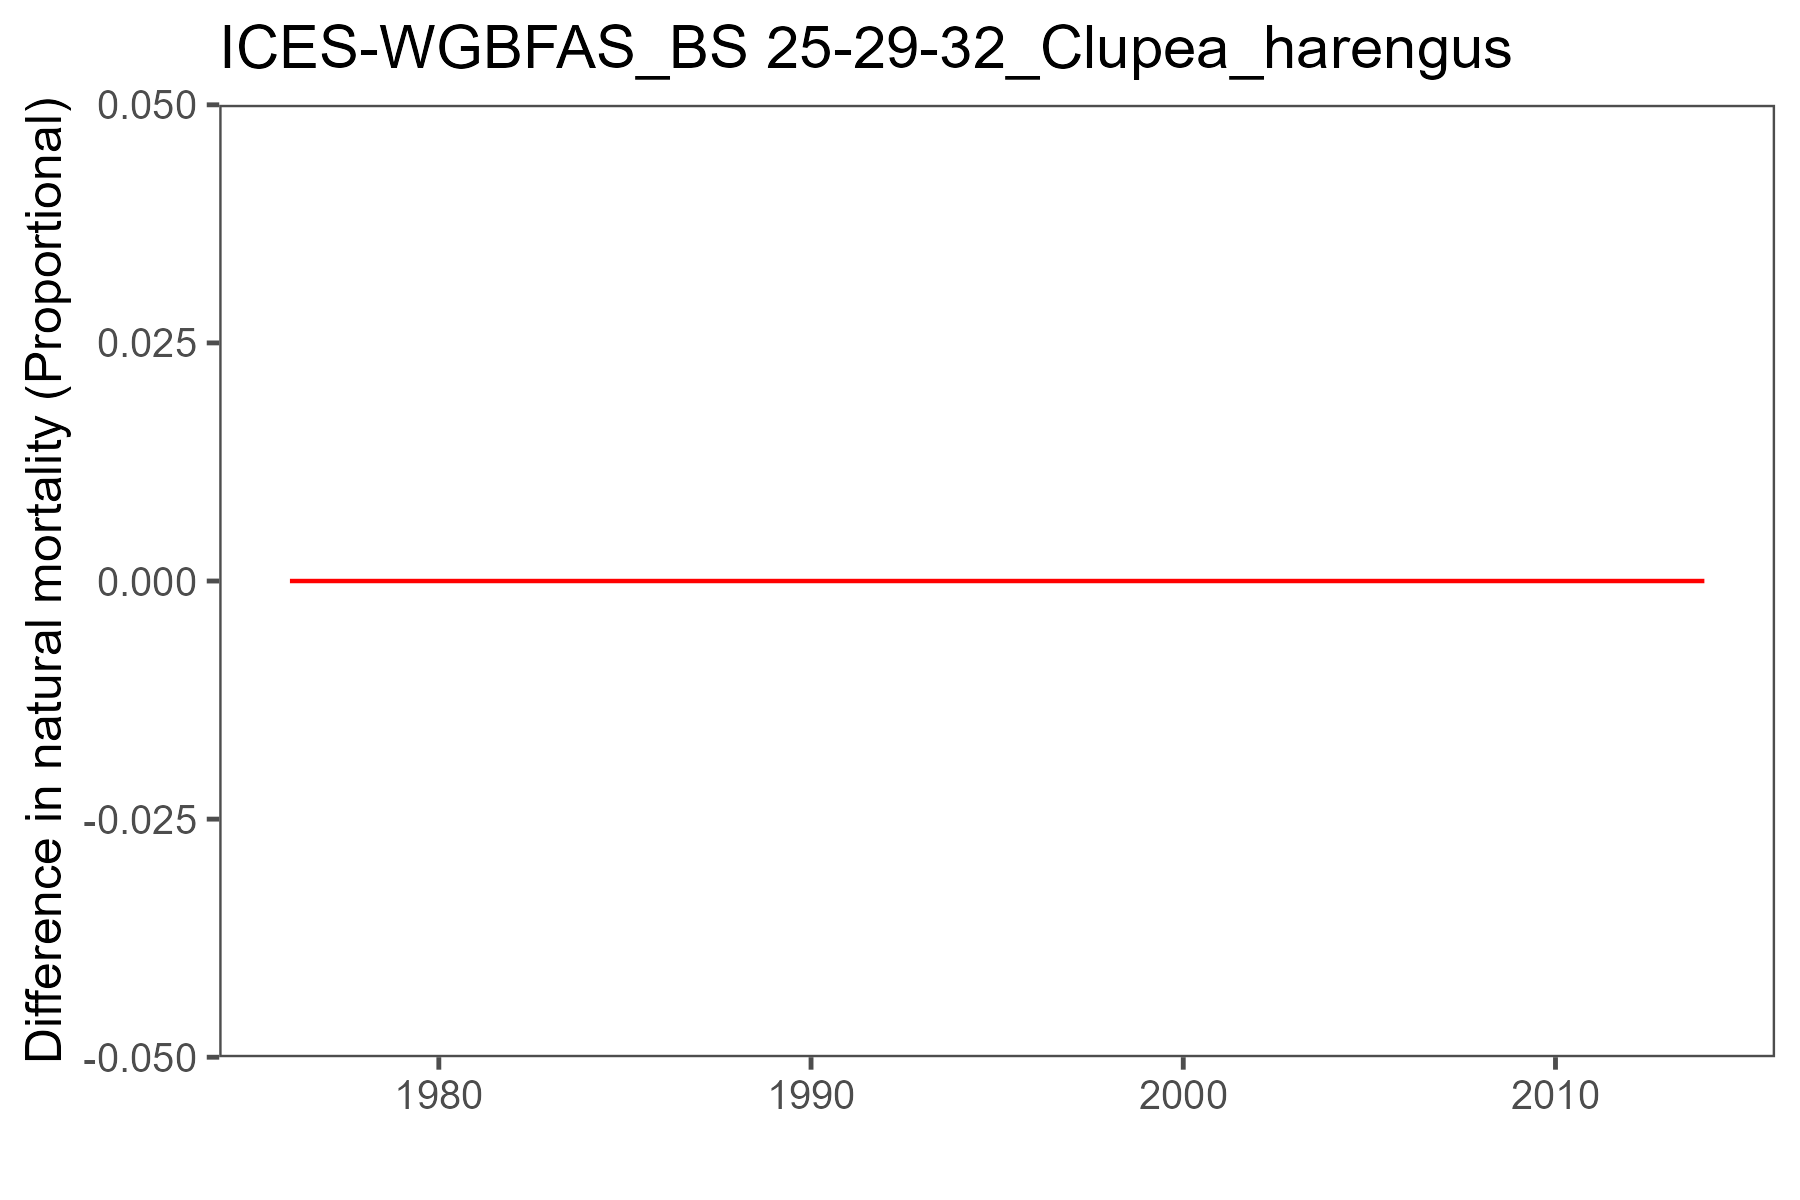 ICES-WGBFAS_BS 25-29-32_Clupea_harengus
Difference in natural mortality (Proportional)
0.050
0.025
0.000
-0.025
-0.050
1980 1990 2000 2010